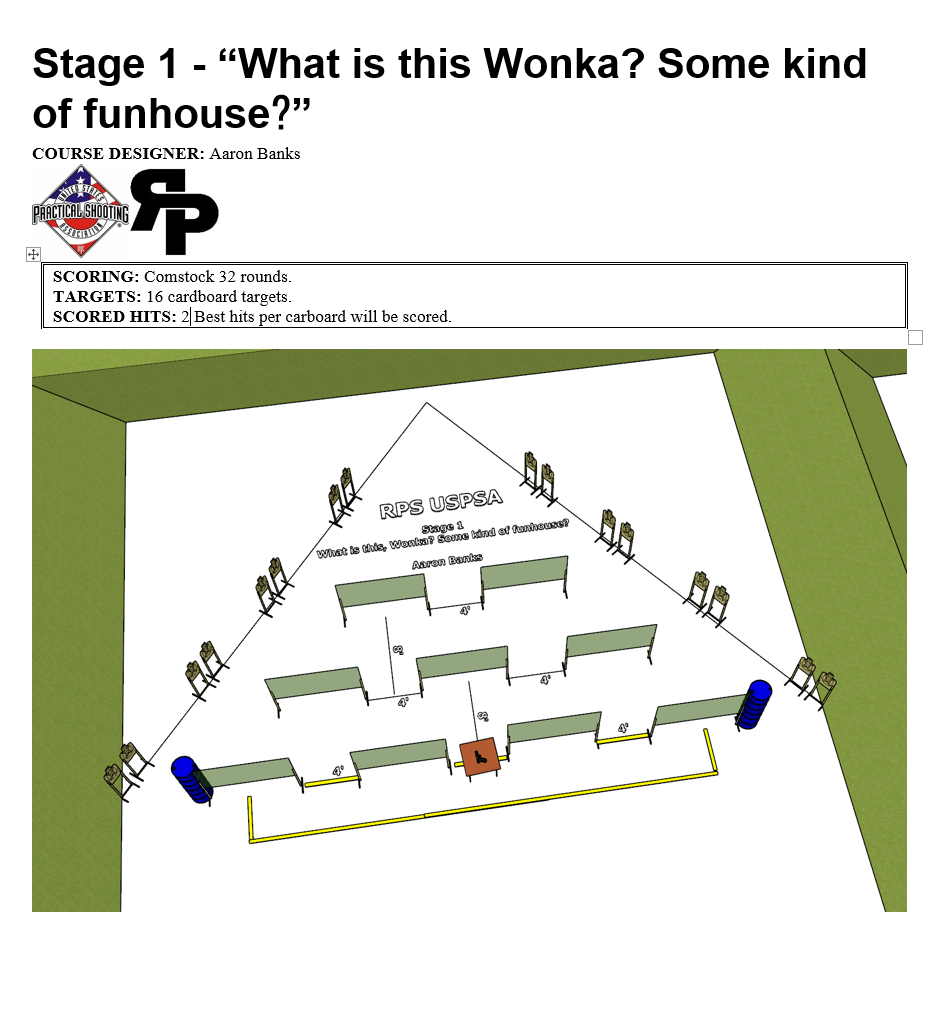 Stage 1 - “What is this Wonka? Some kind
of funhouse?”
COURSE DESIGNER: Aaron Banks
UNITED STATES
PRACTICAL SHOOTING
ASSOCIATION
RP
SCORING: Comstock 32 rounds.
TARGETS: 16 cardboard targets.
SCORED HITS: 2 Best hits per carboard will be scored.
RPS USPSA
Stage 1
What is this, Wonka? Some kind of funhouse?
Aaron Banks
4'
8'
4'
4'
8'
4'
4'